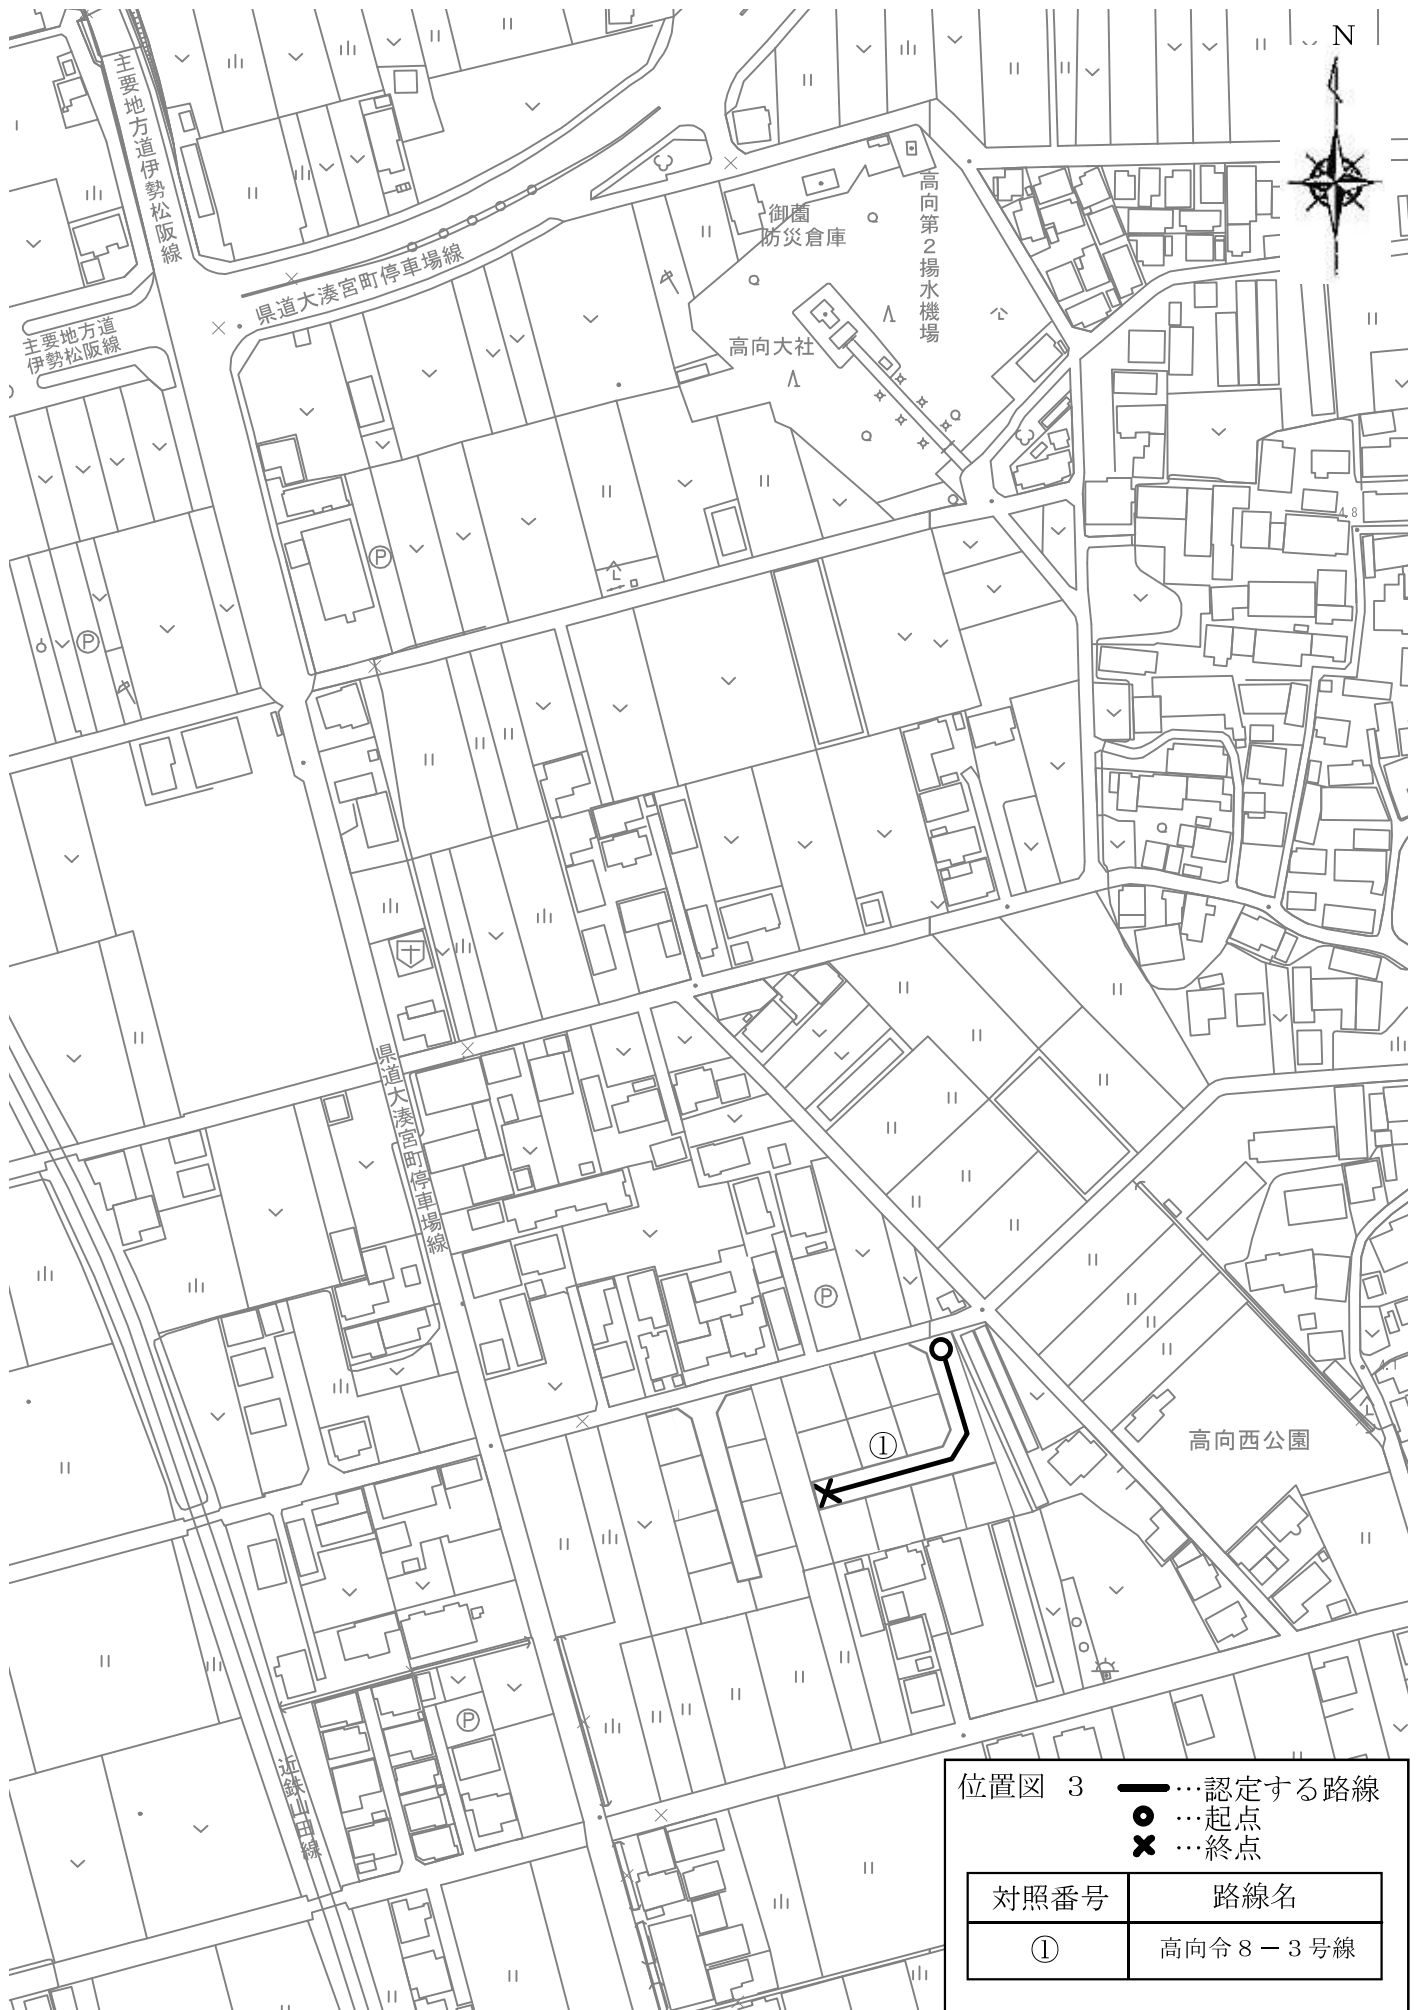 N
主要地方道伊勢松阪線
県道大湊宮町停車場線
主要地方道
伊勢松阪線
御薗
防災倉庫
高向第2揚水機場
高向大社
4.8
P
P
県道大湊宮町停車場線
P
4.1
高向西公園
①
P
近鉄山田線
位置図 3
…認定する路線
…起点
…終点
対照番号 路線名
① 高向令8－3号線